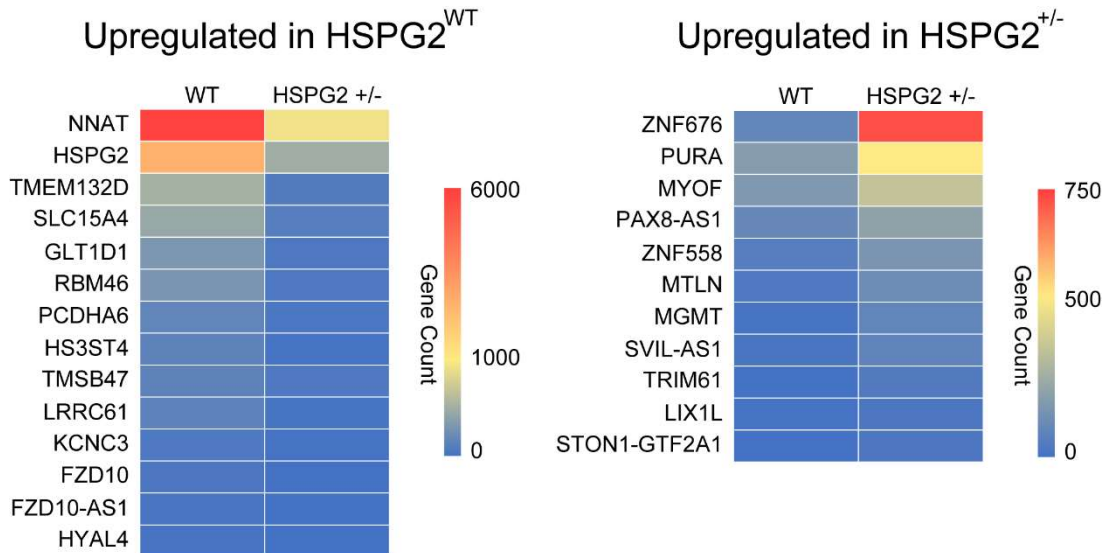 Upregulated in HSPG2^WT
WT HSPG2 +/-
NNAT
HSPG2
TMEM132D
SLC15A4
GLT1D1
RBM46
PCDHA6
HS3ST4
TMSB47
LRRC61
KCNC3
FZD10
FZD10-AS1
HYAL4
6000
1000
0
Gene Count
Upregulated in HSPG2^+/-
WT HSPG2 +/-
ZNF676
PURA
MYOF
PAX8-AS1
ZNF558
MTLN
MGMT
SVIL-AS1
TRIM61
LIX1L
STON1-GTF2A1
750
500
0
Gene Count